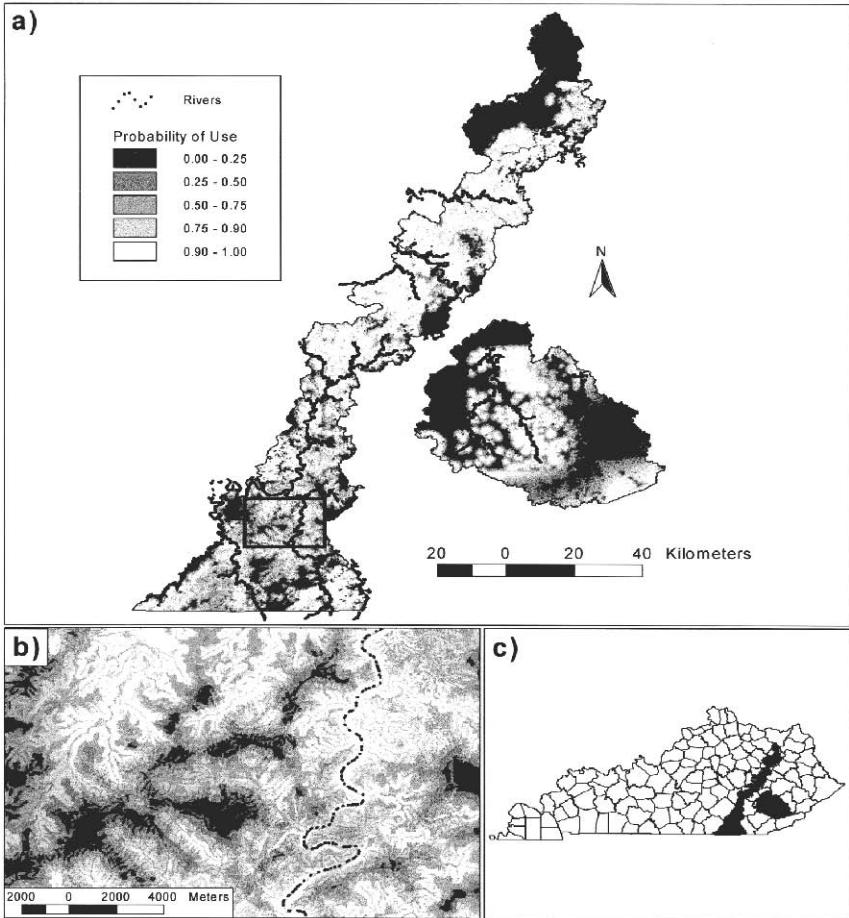 a)
Rivers
Probability of Use
0.00 - 0.25
0.25 - 0.50
0.50 - 0.75
0.75 - 0.90
0.90 - 1.00
N
20 0 20 40 Kilometers
b)
2000 0 2000 4000 Meters
c)